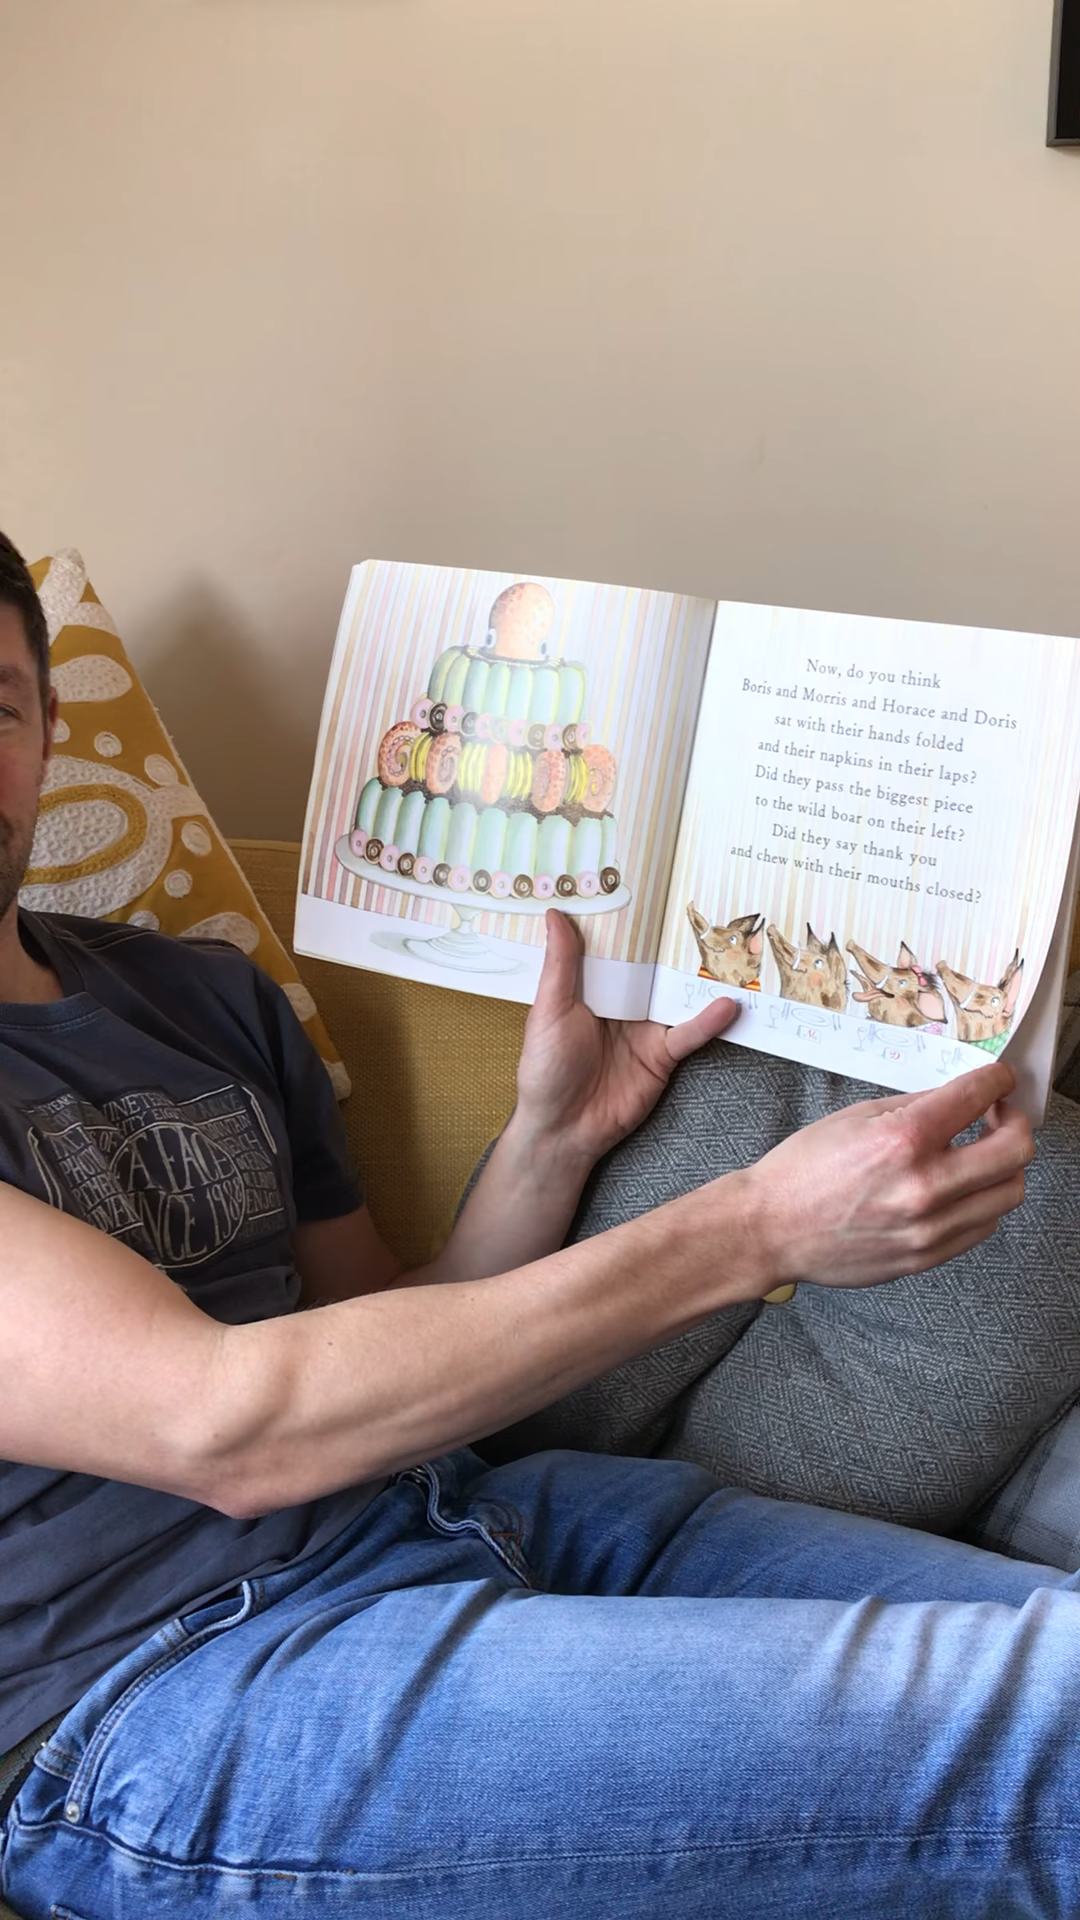 Now, do you think
Boris and Morris and Horace and Doris
sat with their hands folded
and their napkins in their laps?
Did they pass the biggest piece
to the wild boar on their left?
Did they say thank you
and chew with their mouths closed?
D
OF
1989